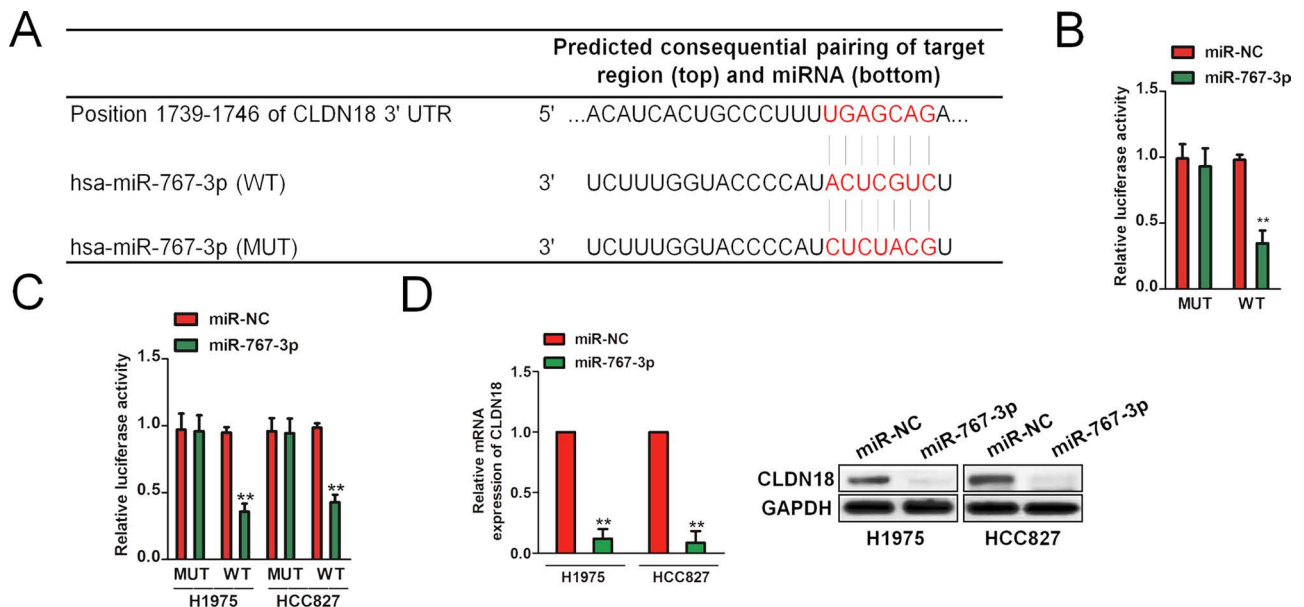 A
Predicted consequential pairing of target
region (top) and miRNA (bottom)
Position 1739-1746 of CLDN18 3' UTR 5' ...ACAUCACUGCCCUUUUGAGCAGA...
hsa-miR-767-3p (WT) 3' UCUUUGGUACCCCAUACUCGUCU
hsa-miR-767-3p (MUT) 3' UCUUUGGUACCCCAUCUCUACGU
B
miR-NC
miR-767-3p
Relative luciferase activity
1.5
1.0
0.5
0.0
**
MUT WT
C
miR-NC
miR-767-3p
Relative luciferase activity
1.5
1.0
0.5
0.0
** **
MUT WT MUT WT
H1975 HCC827
D
miR-NC
miR-767-3p
Relative mRNA
expression of CLDN18
1.5
1.0
0.5
0.0
** **
H1975 HCC827
miR-NC miR-767-3p miR-NC miR-767-3p
CLDN18
GAPDH
H1975 HCC827